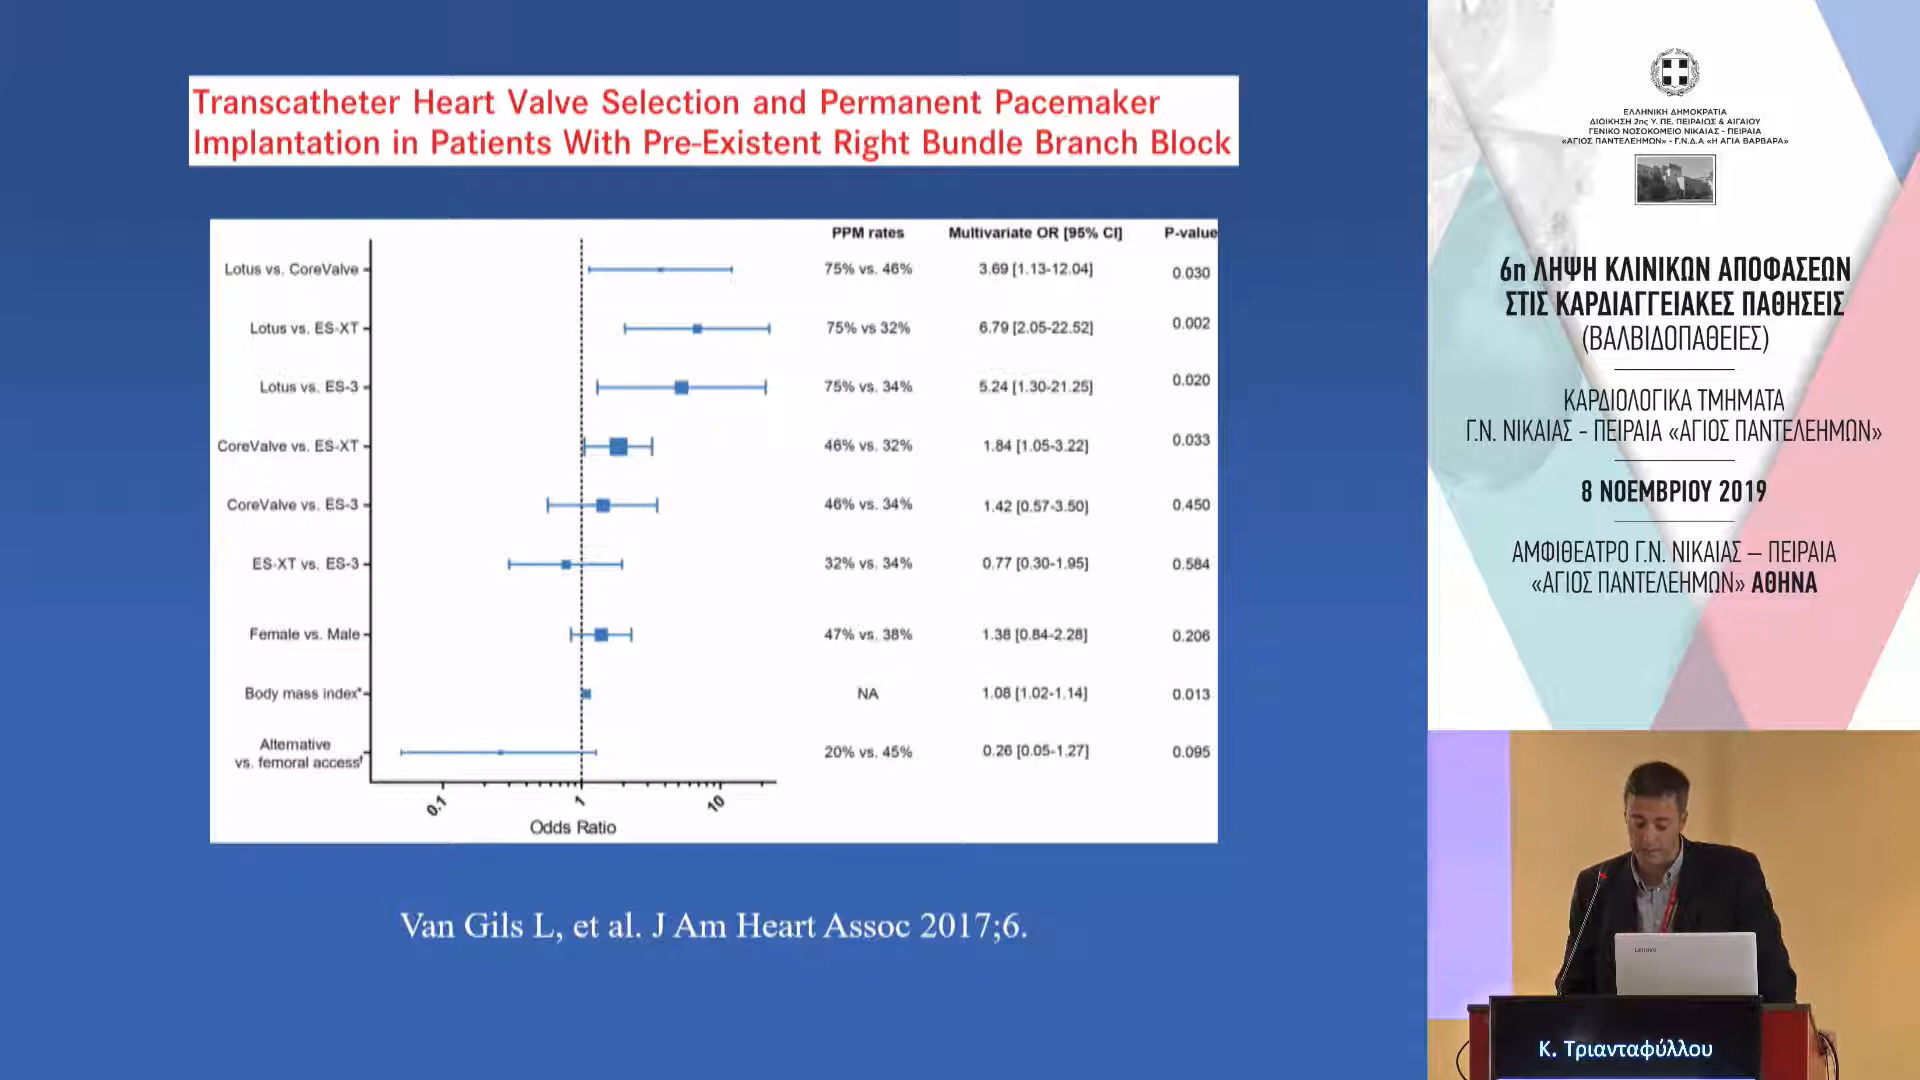 Transcatheter Heart Valve Selection and Permanent Pacemaker
Implantation in Patients With Pre-Existent Right Bundle Branch Block
PPM rates Multivariate OR [95% CI] P-value
Lotus vs. CoreValve 75% vs. 46% 3.69 [1.13-12.04] 0.030
Lotus vs. ES-XT 75% vs 32% 6.79 [2.05-22.52] 0.002
Lotus vs. ES-3 75% vs. 34% 5.24 [1.30-21.25] 0.020
CoreValve vs. ES-XT 46% vs. 32% 1.84 [1.05-3.22] 0.033
CoreValve vs. ES-3 46% vs. 34% 1.42 [0.57-3.50] 0.450
ES-XT vs. ES-3 32% vs. 34% 0.77 [0.30-1.95] 0.584
Female vs. Male 47% vs. 38% 1.38 [0.84-2.28] 0.206
Body mass index* NA 1.08 [1.02-1.14] 0.013
Alternative
vs. femoral access† 20% vs. 45% 0.26 [0.05-1.27] 0.095
0.1 1 10
Odds Ratio
Van Gils L, et al. J Am Heart Assoc 2017;6.
ΕΛΛΗΝΙΚΗ ΔΗΜΟΚΡΑΤΙΑ
ΔΙΟΙΚΗΣΗ 2ης Υ. ΠΕ. ΠΕΙΡΑΙΩΣ & ΑΙΓΑΙΟΥ
ΓΕΝΙΚΟ ΝΟΣΟΚΟΜΕΙΟ ΝΙΚΑΙΑΣ - ΠΕΙΡΑΙΑ
«ΑΓΙΟΣ ΠΑΝΤΕΛΕΗΜΩΝ» - Γ.Ν.Δ.Α «Η ΑΓΙΑ ΒΑΡΒΑΡΑ»
6η ΛΗΨΗ ΚΛΙΝΙΚΩΝ ΑΠΟΦΑΣΕΩΝ
ΣΤΙΣ ΚΑΡΔΙΑΓΓΕΙΑΚΕΣ ΠΑΘΗΣΕΙΣ
(ΒΑΛΒΙΔΟΠΑΘΕΙΕΣ)
ΚΑΡΔΙΟΛΟΓΙΚΑ ΤΜΗΜΑΤΑ
Γ.Ν. ΝΙΚΑΙΑΣ - ΠΕΙΡΑΙΑ «ΑΓΙΟΣ ΠΑΝΤΕΛΕΗΜΩΝ»
8 ΝΟΕΜΒΡΙΟΥ 2019
ΑΜΦΙΘΕΑΤΡΟ Γ.Ν. ΝΙΚΑΙΑΣ – ΠΕΙΡΑΙΑ
«ΑΓΙΟΣ ΠΑΝΤΕΛΕΗΜΩΝ» ΑΘΗΝΑ
Lenovo
Κ. Τριανταφύλλου